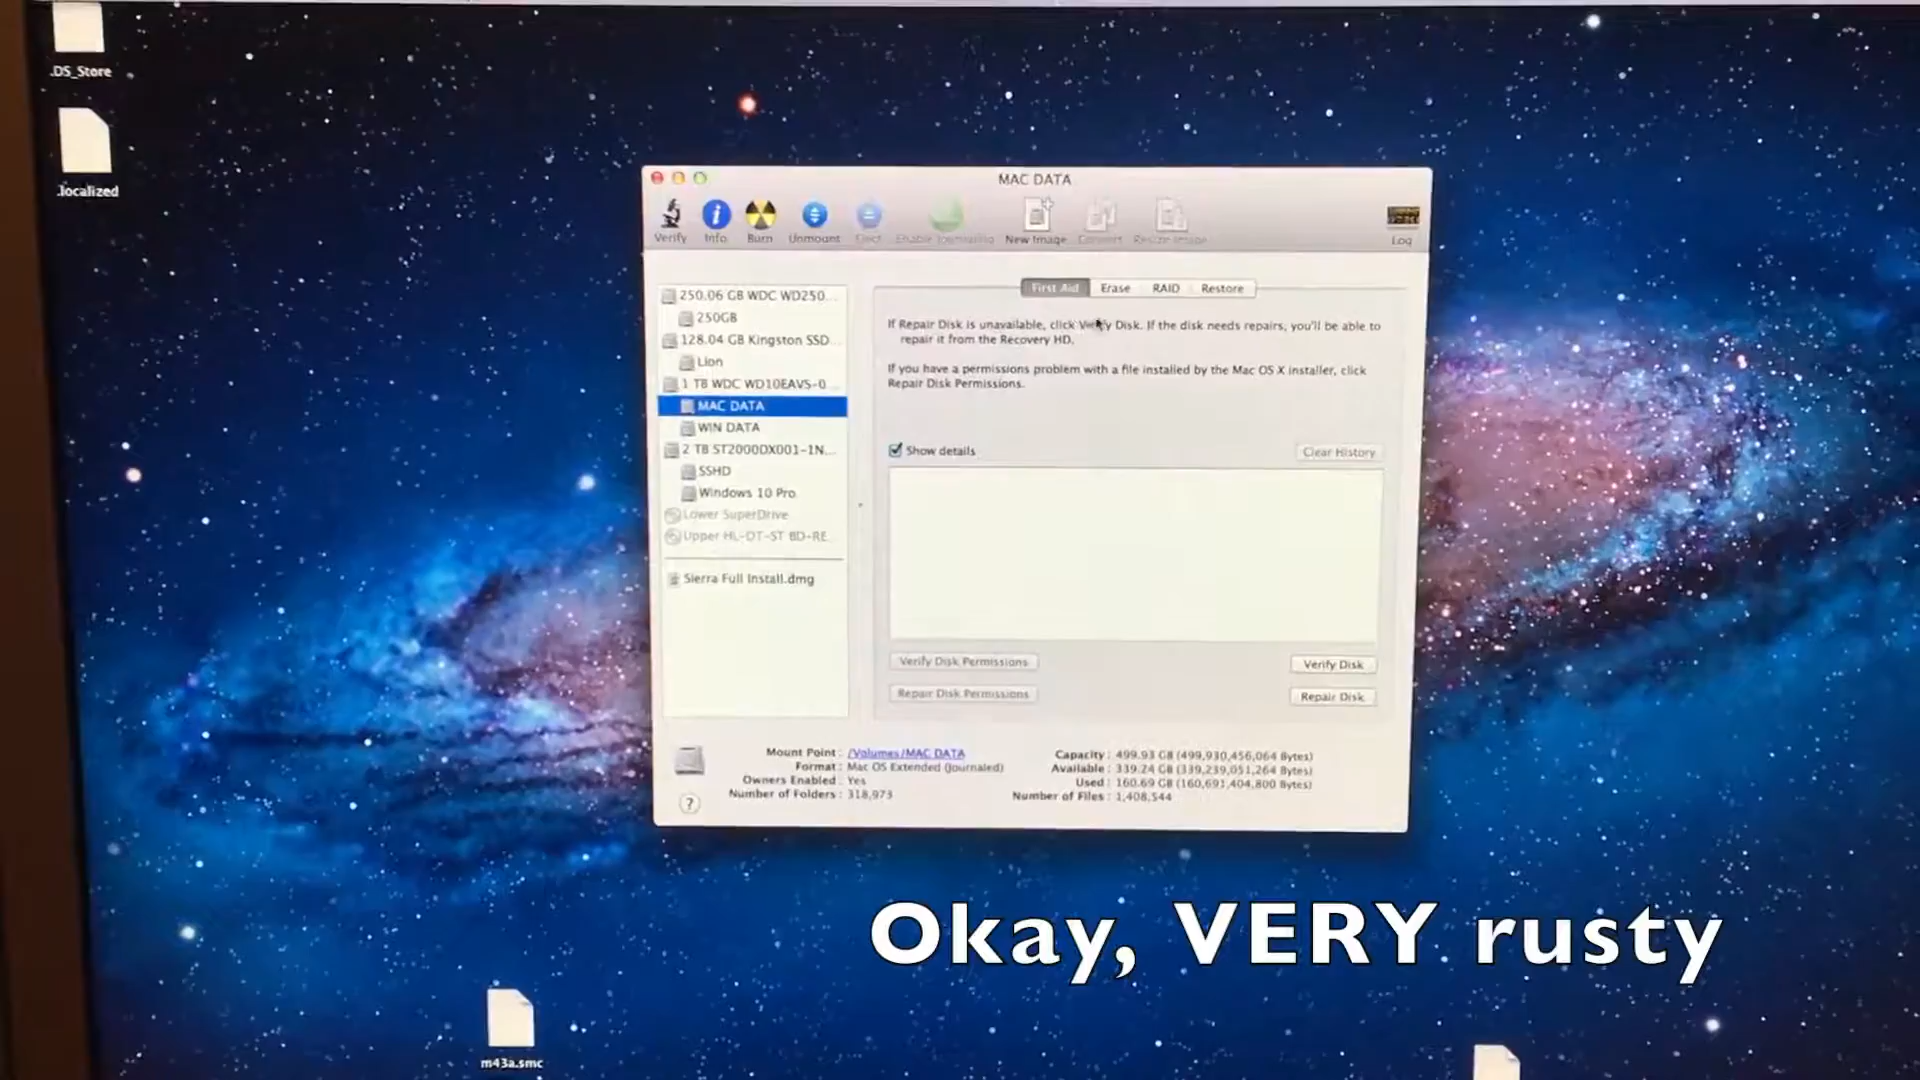 .DS_Store
.localized
MAC DATA
Verify
Info
Burn
Unmount
Eject
Enable Journaling
New Image
Convert
Resize Image
Log
250.06 GB WDC WD250...
250GB
128.04 GB Kingston SSD...
Lion
1 TB WDC WD10EAVS-0...
MAC DATA
WIN DATA
2 TB ST2000DX001-1N...
SSHD
Windows 10 Pro
Lower SuperDrive
Upper HL-DT-ST BD-RE
Sierra Full Install.dmg
First Aid
Erase
RAID
Restore
If Repair Disk is unavailable, click Verify Disk. If the disk needs repairs, you'll be able to
repair it from the Recovery HD.
If you have a permissions problem with a file installed by the Mac OS X installer, click
Repair Disk Permissions.
Show details
Clear History
Verify Disk Permissions
Verify Disk
Repair Disk Permissions
Repair Disk
Mount Point : /Volumes/MAC DATA
Format : Mac OS Extended (Journaled)
Owners Enabled : Yes
Number of Folders : 318,973
Capacity : 499.93 GB (499,930,456,064 Bytes)
Available : 339.24 GB (339,239,051,264 Bytes)
Used : 160.69 GB (160,691,404,800 Bytes)
Number of Files : 1,408,544
?
Okay, VERY rusty
m43a.smc